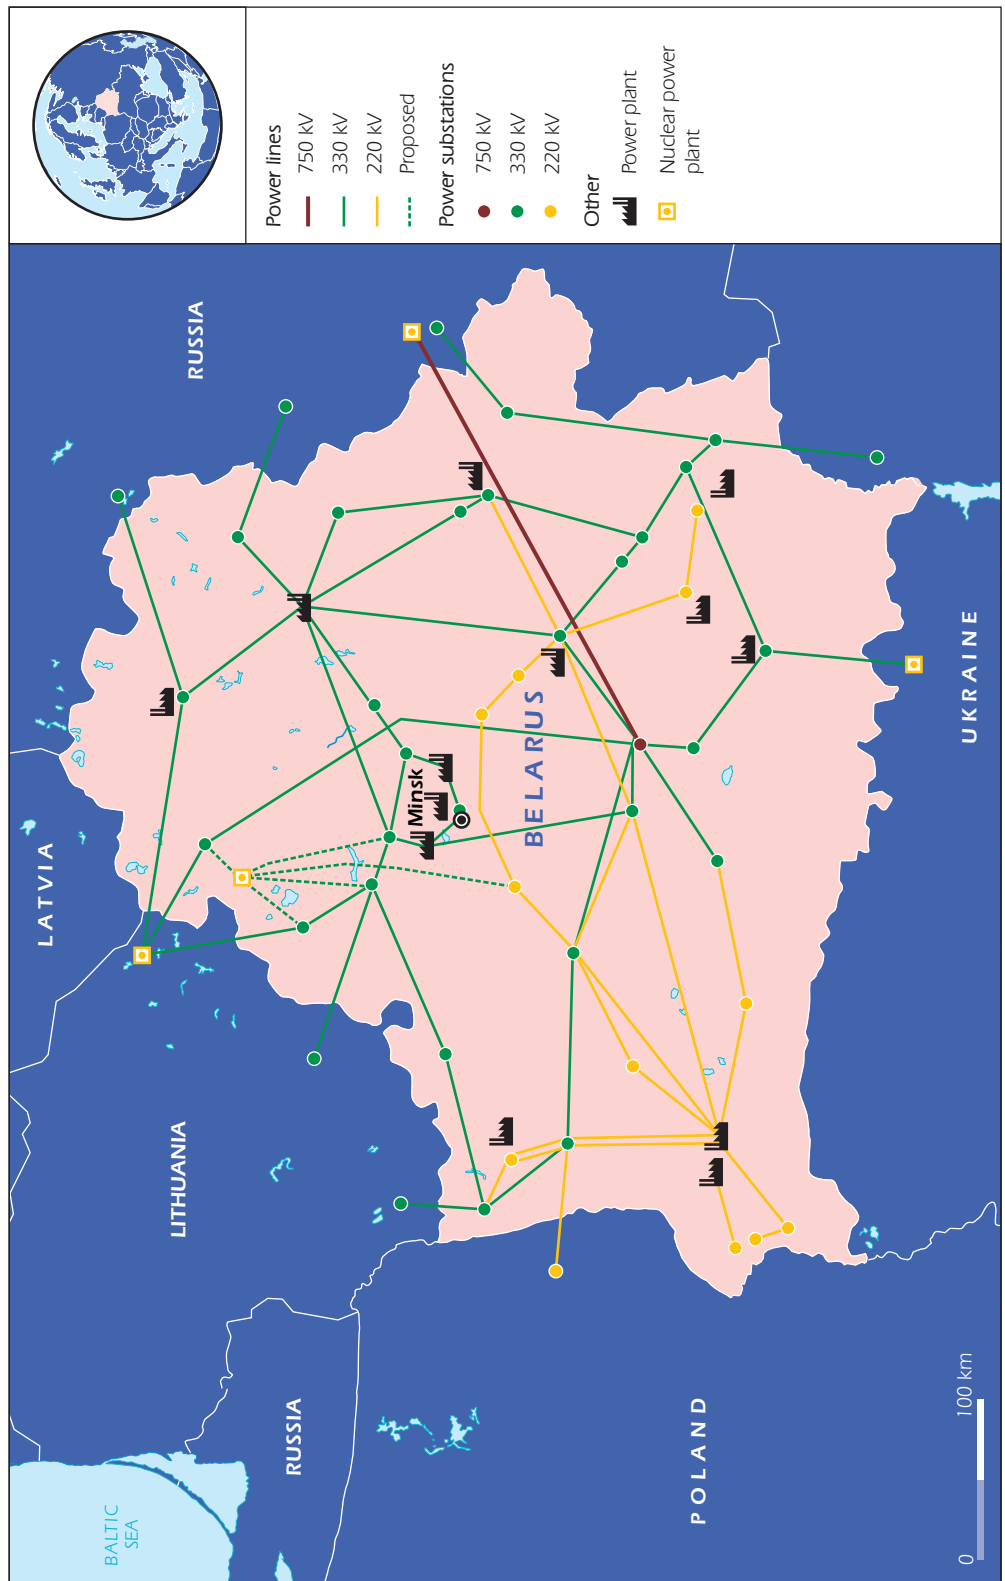 Power lines
750 kV
330 kV
220 kV
Proposed
Power substations
750 kV
330 kV
220 kV
Other
Power plant
Nuclear power
plant
RUSSIA
LATVIA
LITHUANIA
RUSSIA
BALTIC
SEA
Minsk
BELARUS
POLAND
UKRAINE
0
100 km